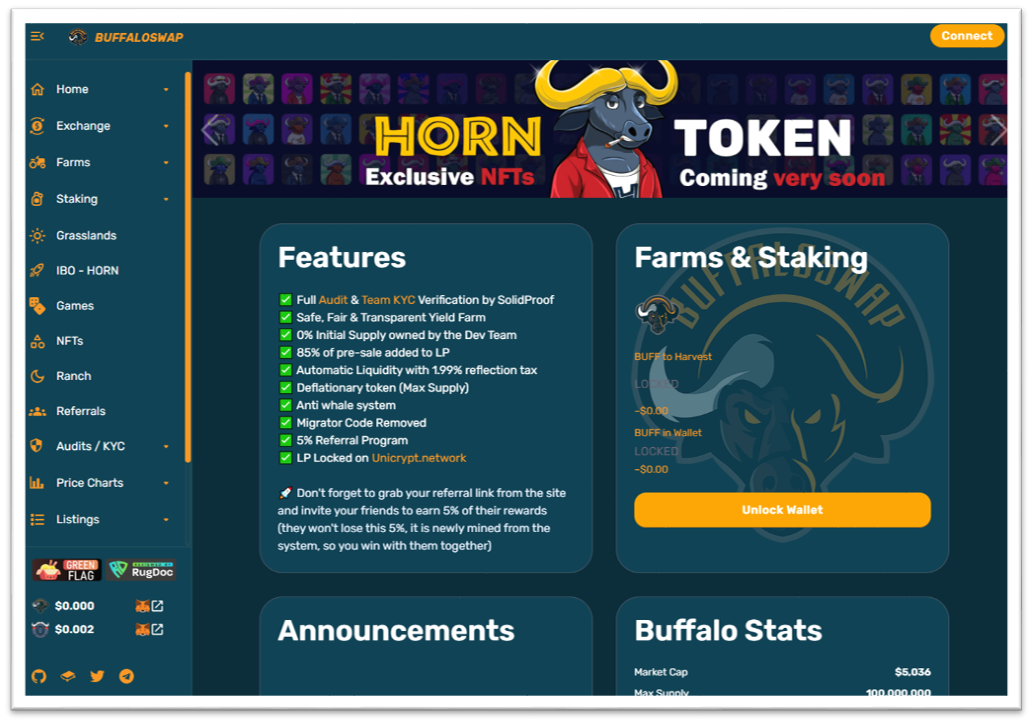 BUFFALOSWAP
Connect
Home
Exchange
Farms
Staking
Grasslands
IBO - HORN
Games
NFTs
Ranch
Referrals
Audits / KYC
Price Charts
Listings
GREEN
FLAG
REVIEWED BY
RugDoc
$0.000
$0.002
HORN TOKEN
Exclusive NFTs Coming very soon
Features
Full Audit & Team KYC Verification by SolidProof
Safe, Fair & Transparent Yield Farm
0% Initial Supply owned by the Dev Team
85% of pre-sale added to LP
Automatic Liquidity with 1.99% reflection tax
Deflationary token (Max Supply)
Anti whale system
Migrator Code Removed
5% Referral Program
LP Locked on Unicrypt.network
🚀 Don't forget to grab your referral link from the site
and invite your friends to earn 5% of their rewards
(they won't lose this 5%, it is newly mined from the
system, so you win with them together)
Farms & Staking
BUFFALOSWAP
BUFF to Harvest
LOCKED
~$0.00
BUFF in Wallet
LOCKED
~$0.00
Unlock Wallet
Announcements
Buffalo Stats
Market Cap $5,036
Max Supply 100,000,000